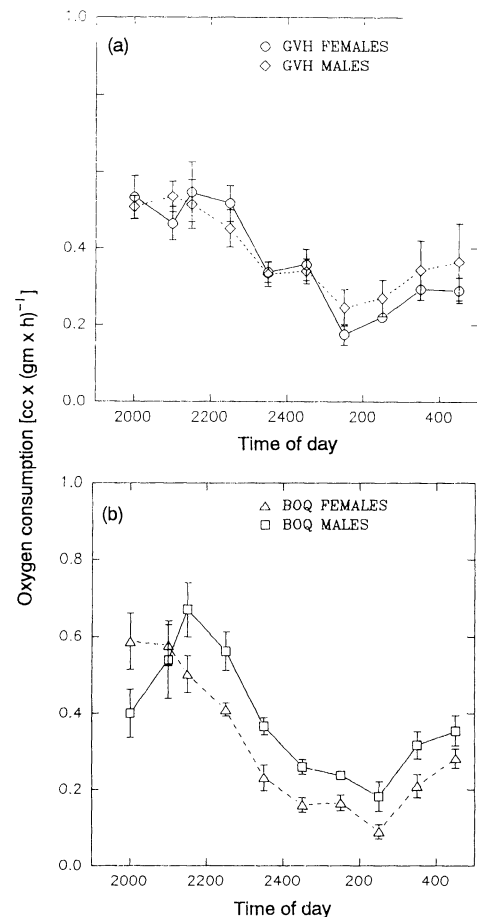 Oxygen consumption [cc x (gm x h)⁻¹]
1.0
(a)
GVH FEMALES
GVH MALES
0.4
0.2
0.0
2000 2200 2400 200 400
Time of day
1.0
(b)
BOQ FEMALES
BOQ MALES
0.8
0.6
0.4
0.2
0.0
2000 2200 2400 200 400
Time of day